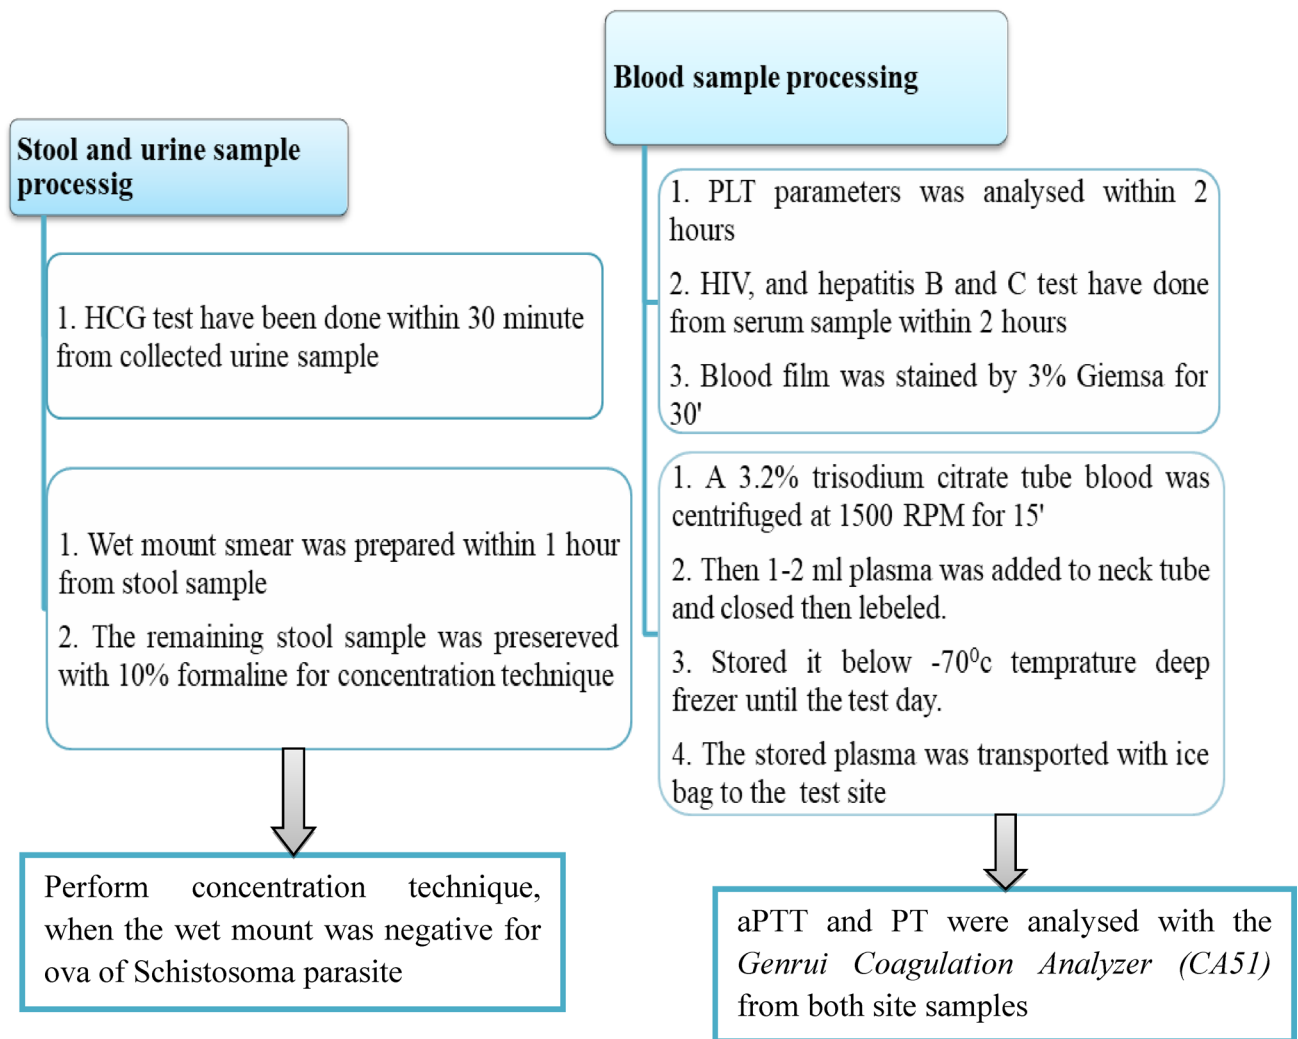 Stool and urine sample
processig
1. HCG test have been done within 30 minute
from collected urine sample
1. Wet mount smear was prepared within 1 hour
from stool sample
2. The remaining stool sample was presereved
with 10% formaline for concentration technique
Perform concentration technique,
when the wet mount was negative for
ova of Schistosoma parasite
Blood sample processing
1. PLT parameters was analysed within 2
hours
2. HIV, and hepatitis B and C test have done
from serum sample within 2 hours
3. Blood film was stained by 3% Giemsa for
30'
1. A 3.2% trisodium citrate tube blood was
centrifuged at 1500 RPM for 15'
2. Then 1-2 ml plasma was added to neck tube
and closed then lebeled.
3. Stored it below -70⁰c temprature deep
frezer until the test day.
4. The stored plasma was transported with ice
bag to the test site
aPTT and PT were analysed with the
Genrui Coagulation Analyzer (CA51)
from both site samples